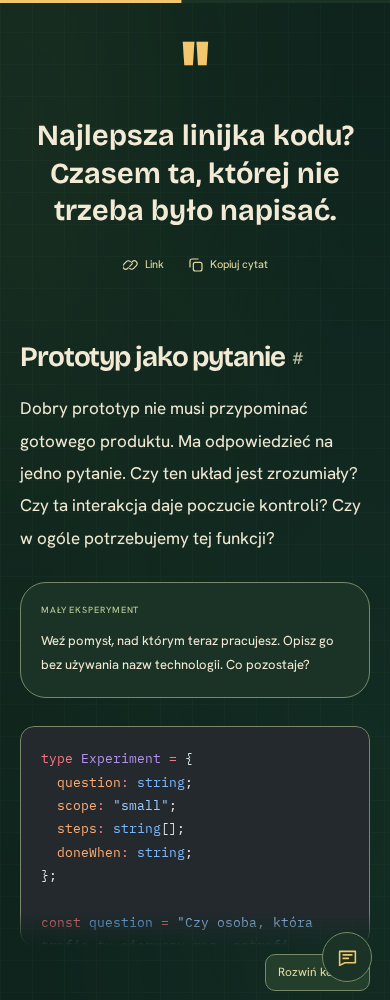 "
Najlepsza linijka kodu?
Czasem ta, której nie
trzeba było napisać.
Link Kopiuj cytat
Prototyp jako pytanie #
Dobry prototyp nie musi przypominać
gotowego produktu. Ma odpowiedzieć na
jedno pytanie. Czy ten układ jest zrozumiały?
Czy ta interakcja daje poczucie kontroli? Czy
w ogóle potrzebujemy tej funkcji?
MAŁY EKSPERYMENT
Weź pomysł, nad którym teraz pracujesz. Opisz go
bez używania nazw technologii. Co pozostaje?
type Experiment = {
  question: string;
  scope: "small";
  steps: string[];
  doneWhen: string;
};
const question = "Czy osoba, która
Rozwiń